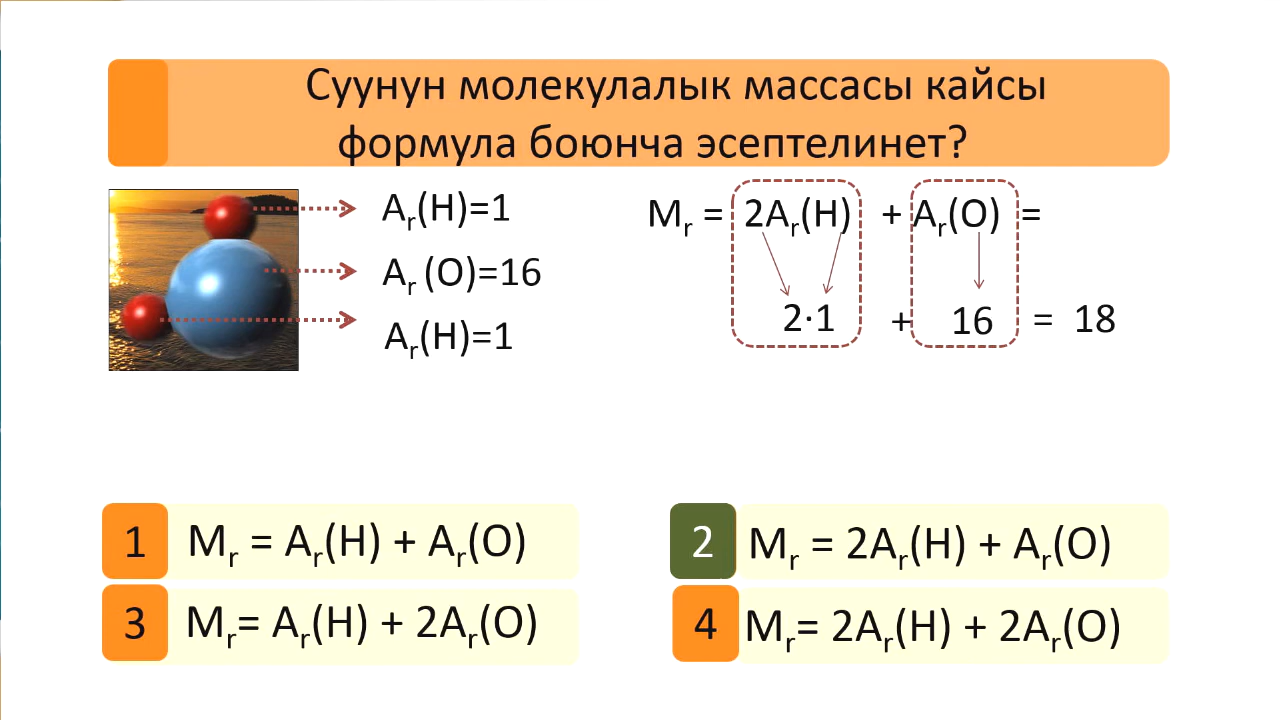 Суунун молекулалык массасы кайсы
формула боюнча эсептелинет?
Aᵣ(H)=1
Aᵣ (O)=16
Aᵣ(H)=1
Mᵣ = 2Aᵣ(H) + Aᵣ(O) =
2·1 + 16 = 18
1 Mᵣ = Aᵣ(H) + Aᵣ(O)
2 Mᵣ = 2Aᵣ(H) + Aᵣ(O)
3 Mᵣ= Aᵣ(H) + 2Aᵣ(O)
4 Mᵣ= 2Aᵣ(H) + 2Aᵣ(O)